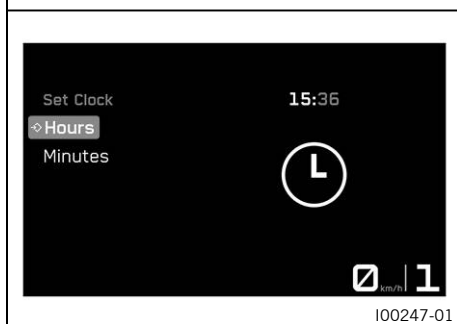 Set Clock
15:36
Hours
Minutes
0 km/h 1
I00247-01